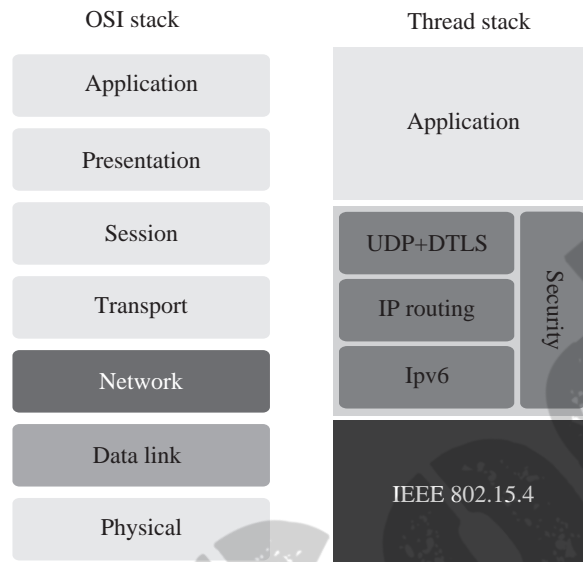 OSI stack
Application
Presentation
Session
Transport
Network
Data link
Physical
Thread stack
Application
UDP+DTLS
IP routing
Ipv6
Security
IEEE 802.15.4